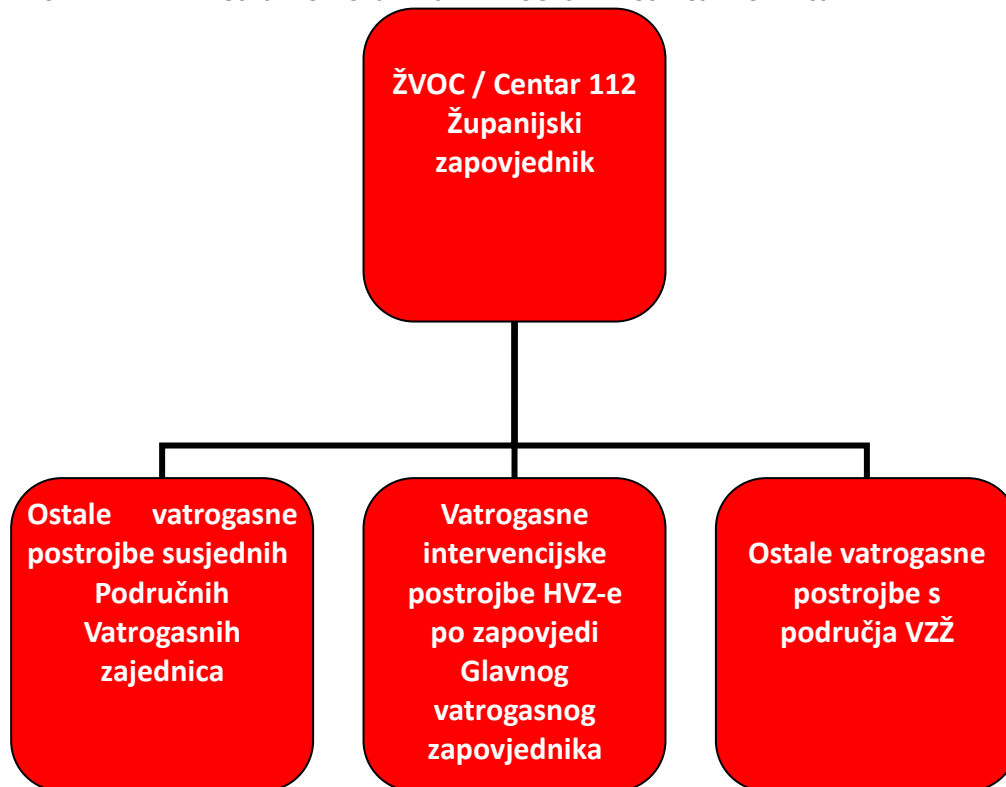 ŽVOC / Centar 112
Županijski
zapovjednik
Ostale vatrogasne
postrojbe susjednih
Područnih
Vatrogasnih
zajednica
Vatrogasne
intervencijske
postrojbe HVZ-e
po zapovjedi
Glavnog
vatrogasnog
zapovjednika
Ostale vatrogasne
postrojbe s
područja VZŽ